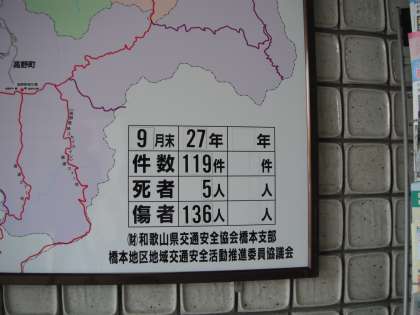 高野町
9月末 27年 年
件数 119件 件
死者 5人 人
傷者 136人 人
㈶和歌山県交通安全協会橋本支部
橋本地区地域交通安全活動推進委員協議会